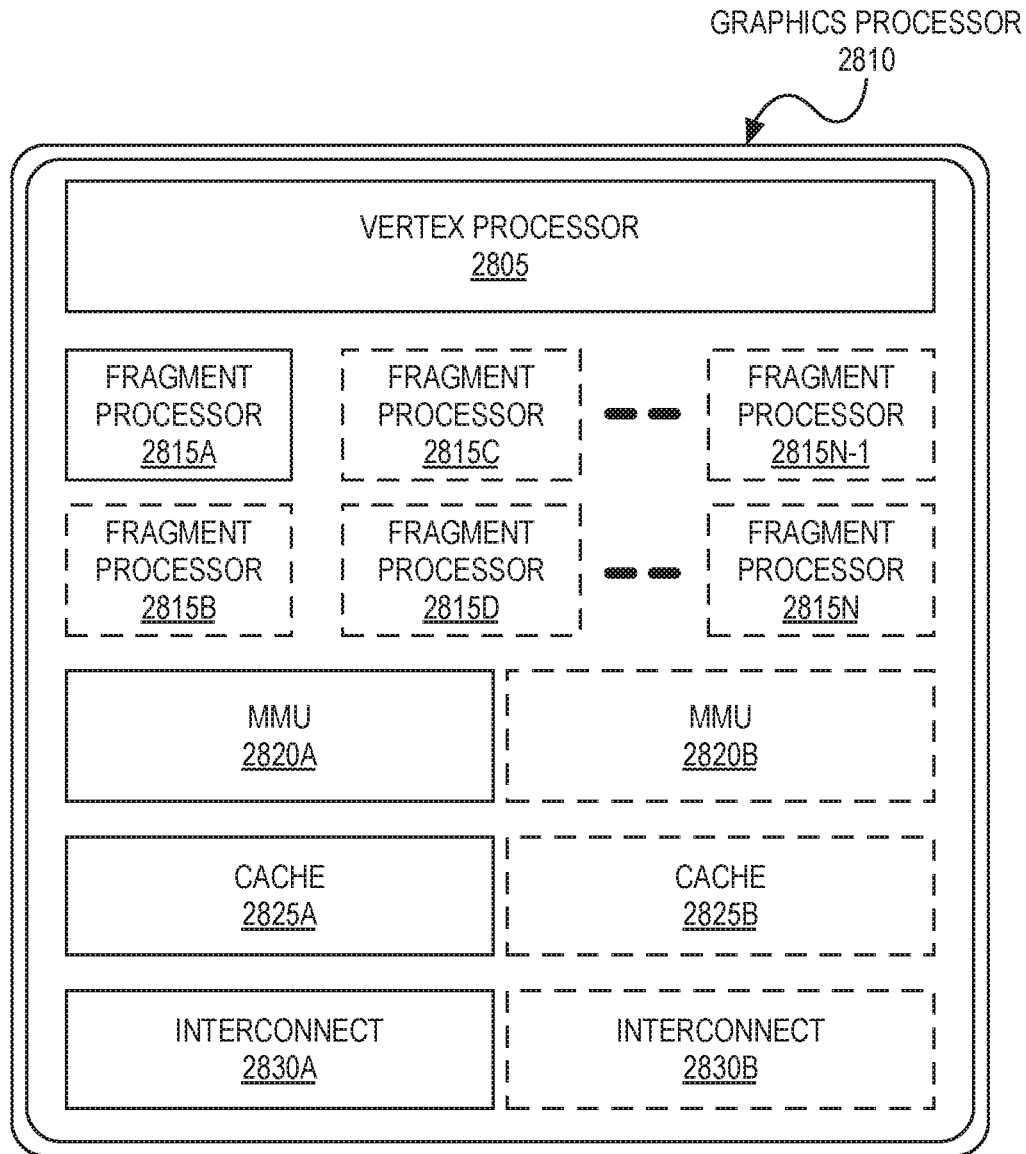 GRAPHICS PROCESSOR
2810
VERTEX PROCESSOR
2805
FRAGMENT
PROCESSOR
2815A
FRAGMENT
PROCESSOR
2815C
FRAGMENT
PROCESSOR
2815N-1
FRAGMENT
PROCESSOR
2815B
FRAGMENT
PROCESSOR
2815D
FRAGMENT
PROCESSOR
2815N
MMU
2820A
MMU
2820B
CACHE
2825A
CACHE
2825B
INTERCONNECT
2830A
INTERCONNECT
2830B